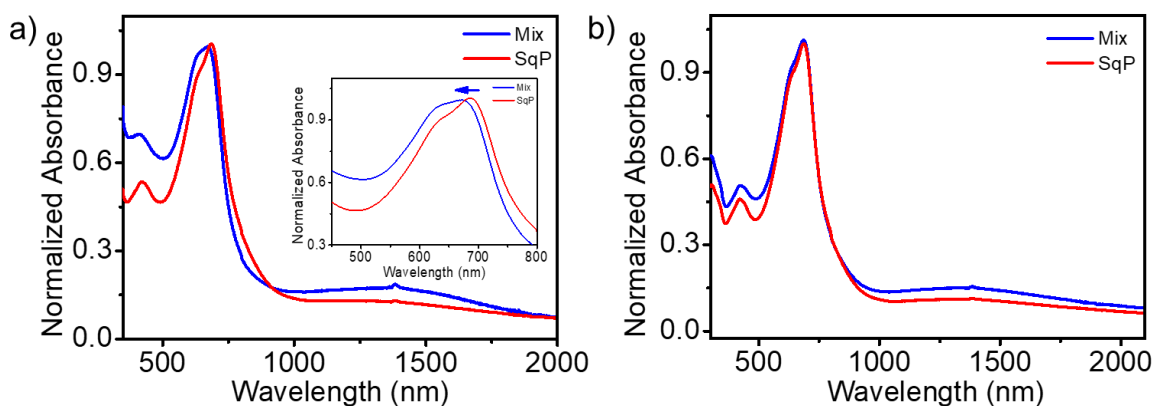 a)
Normalized Absorbance
0.9
0.6
0.3
0.0
500
1000
1500
2000
Wavelength (nm)
Mix
SqP
Normalized Absorbance
0.9
0.6
0.3
500
600
700
800
Wavelength (nm)
Mix
SqP
b)
Normalized Absorbance
0.9
0.6
0.3
0.0
500
1000
1500
2000
Wavelength (nm)
Mix
SqP